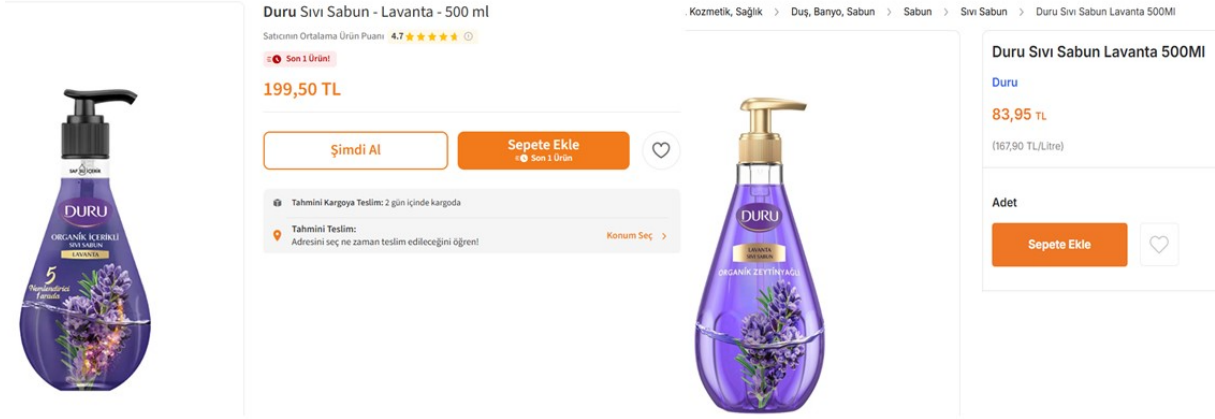 Duru Sıvı Sabun - Lavanta - 500 ml
Satıcının Ortalama Ürün Puanı 4.7
Son 1 Ürün!
199,50 TL
Şimdi Al
Sepete Ekle
Son 1 Ürün
Tahmini Kargoya Teslim: 2 gün içinde kargoda
Tahmini Teslim:
Adresini seç ne zaman teslim edileceğini öğren!
Konum Seç >
DURU
ORGANİK İÇERİKLİ
SIVI SABUN
LAVANTA
5
Nemlendirici
1 arada
Kozmetik, Sağlık > Duş, Banyo, Sabun > Sabun > Sıvı Sabun > Duru Sıvı Sabun Lavanta 500Ml
DURU
LAVANTA
SIVI SABUN
ORGANİK ZEYTİNYAĞLI
Duru Sıvı Sabun Lavanta 500Ml
Duru
83,95 TL
(167,90 TL/Litre)
Adet
Sepete Ekle